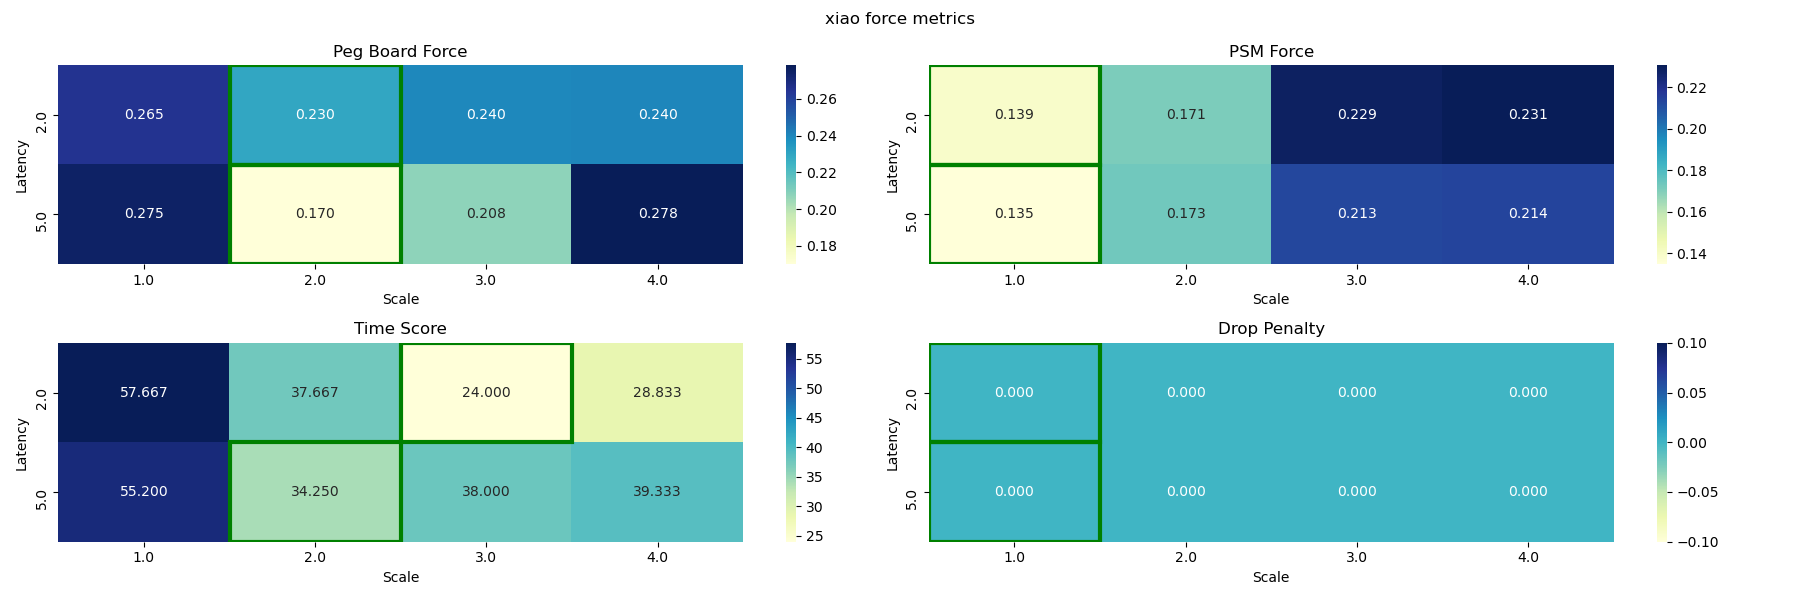 xiao force metrics
Peg Board Force
2.0 0.265 0.230 0.240 0.240
5.0 0.275 0.170 0.208 0.278
Latency
1.0 2.0 3.0 4.0
Scale
0.26
0.24
0.22
0.20
0.18
PSM Force
2.0 0.139 0.171 0.229 0.231
5.0 0.135 0.173 0.213 0.214
Latency
1.0 2.0 3.0 4.0
Scale
0.22
0.20
0.18
0.16
0.14
Time Score
2.0 57.667 37.667 24.000 28.833
5.0 55.200 34.250 38.000 39.333
Latency
1.0 2.0 3.0 4.0
Scale
55
50
45
40
35
30
25
Drop Penalty
2.0 0.000 0.000 0.000 0.000
5.0 0.000 0.000 0.000 0.000
Latency
1.0 2.0 3.0 4.0
Scale
0.10
0.05
0.00
−0.05
−0.10